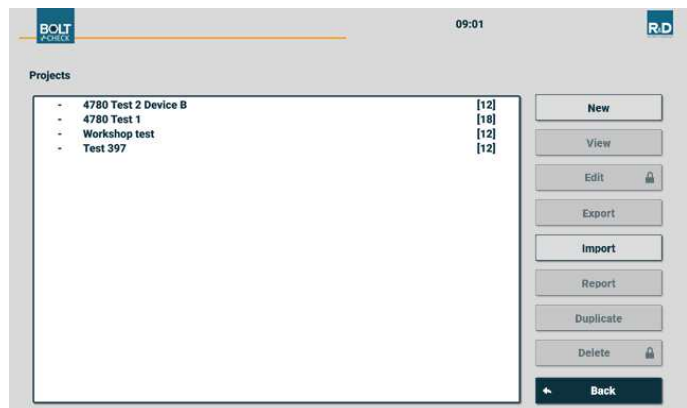 BOLT
✓CHECK
09:01
R&D
Projects
- 4780 Test 2 Device B [12]
- 4780 Test 1 [18]
- Workshop test [12]
- Test 397 [12]
New
View
Edit
Export
Import
Report
Duplicate
Delete
Back